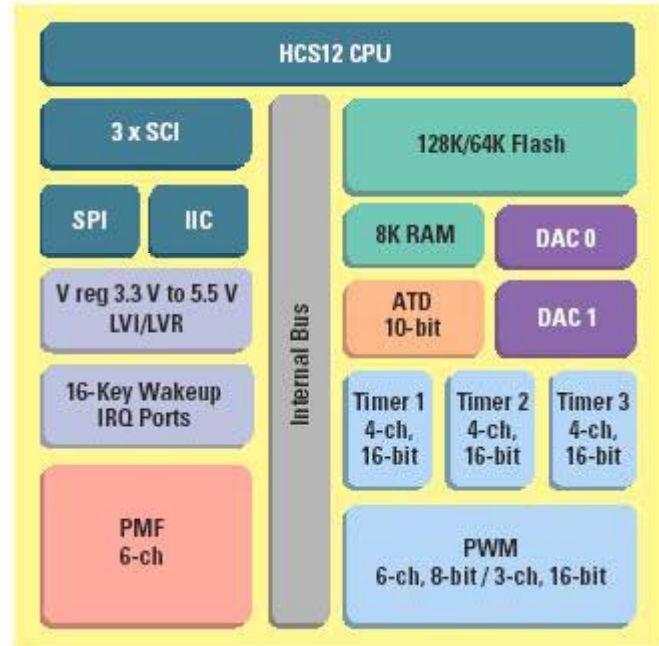 HCS12 CPU
3 x SCI
SPI
IIC
V reg 3.3 V to 5.5 V
LVI/LVR
16-Key Wakeup
IRQ Ports
PMF
6-ch
Internal Bus
128K/64K Flash
8K RAM
DAC 0
ATD
10-bit
DAC 1
Timer 1
4-ch,
16-bit
Timer 2
4-ch,
16-bit
Timer 3
4-ch,
16-bit
PWM
6-ch, 8-bit / 3-ch, 16-bit